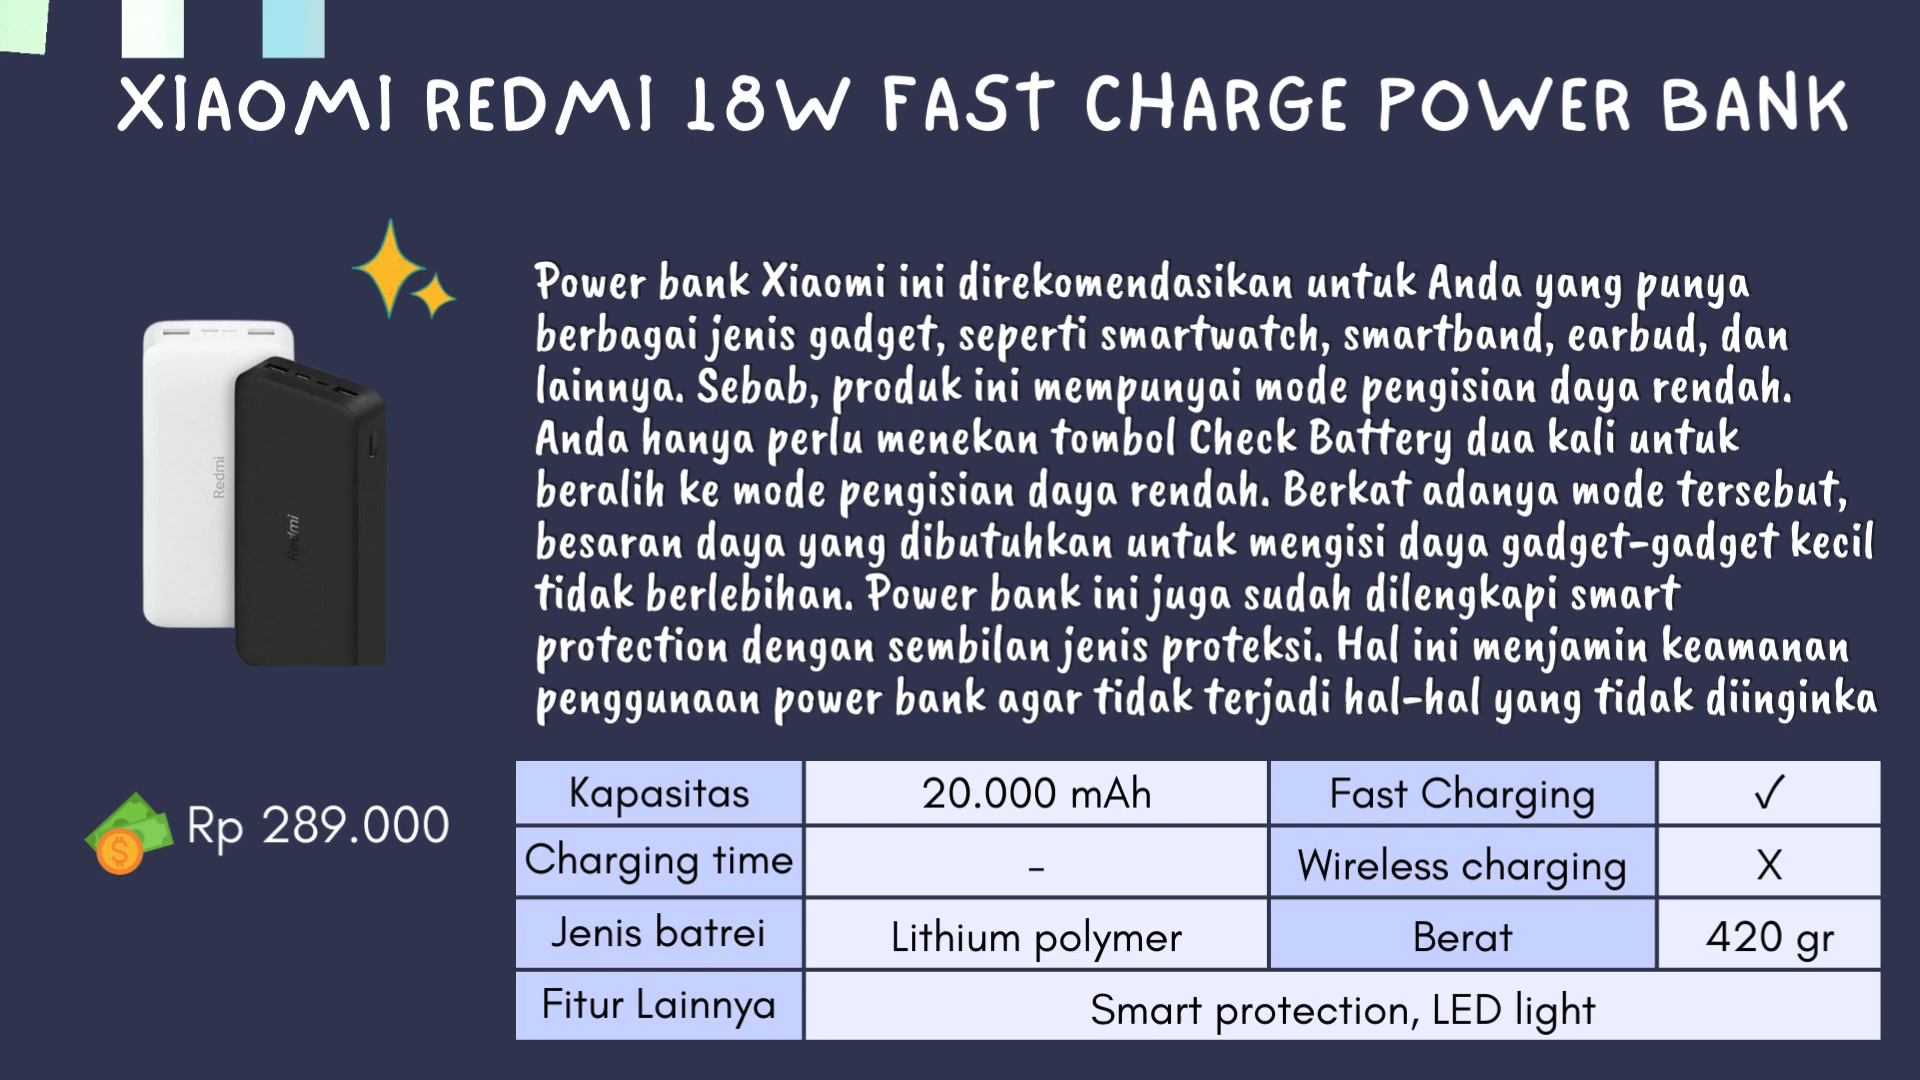 XIAOMI REDMI 18W FAST CHARGE POWER BANK
Power bank Xiaomi ini direkomendasikan untuk Anda yang punya
berbagai jenis gadget, seperti smartwatch, smartband, earbud, dan
lainnya. Sebab, produk ini mempunyai mode pengisian daya rendah.
Anda hanya perlu menekan tombol Check Battery dua kali untuk
beralih ke mode pengisian daya rendah. Berkat adanya mode tersebut,
besaran daya yang dibutuhkan untuk mengisi daya gadget-gadget kecil
tidak berlebihan. Power bank ini juga sudah dilengkapi smart
protection dengan sembilan jenis proteksi. Hal ini menjamin keamanan
penggunaan power bank agar tidak terjadi hal-hal yang tidak diinginka
Redmi
Redmi
Rp 289.000
Kapasitas 20.000 mAh Fast Charging ✓
Charging time - Wireless charging X
Jenis batrei Lithium polymer Berat 420 gr
Fitur Lainnya Smart protection, LED light